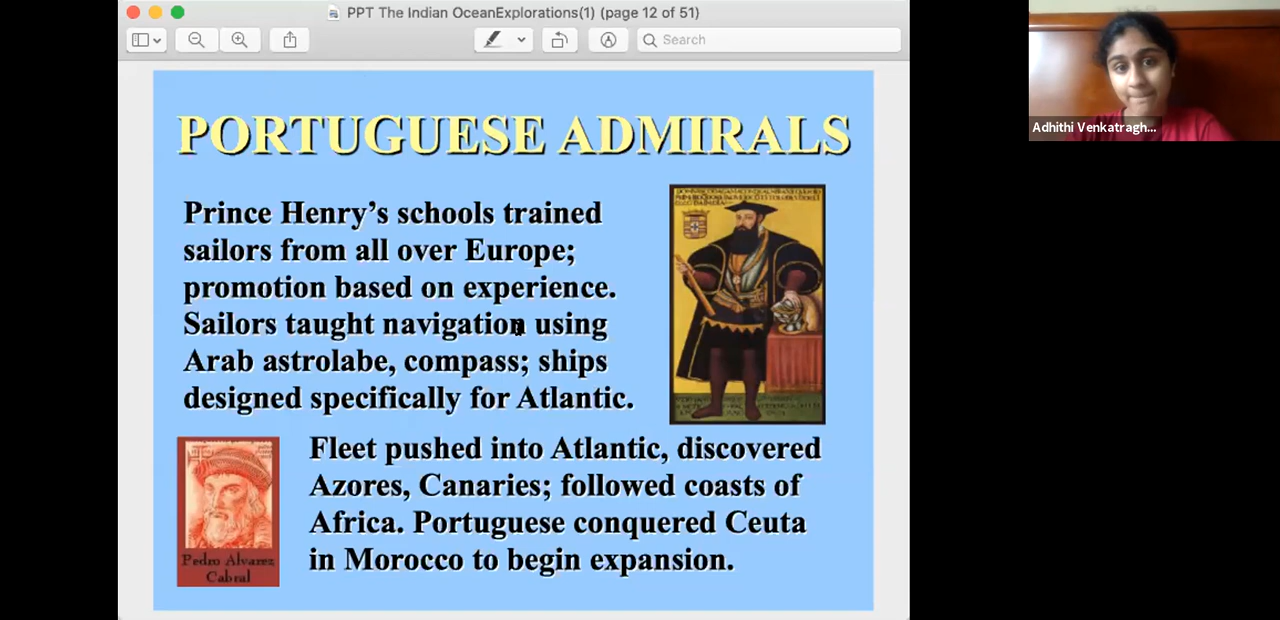 PPT The Indian OceanExplorations(1) (page 12 of 51)
Search
Adhithi Venkatragh...
PORTUGUESE ADMIRALS
Prince Henry's schools trained
sailors from all over Europe;
promotion based on experience.
Sailors taught navigation using
Arab astrolabe, compass; ships
designed specifically for Atlantic.
Fleet pushed into Atlantic, discovered
Azores, Canaries; followed coasts of
Africa. Portuguese conquered Ceuta
in Morocco to begin expansion.
Pedro Alvarez
Cabral